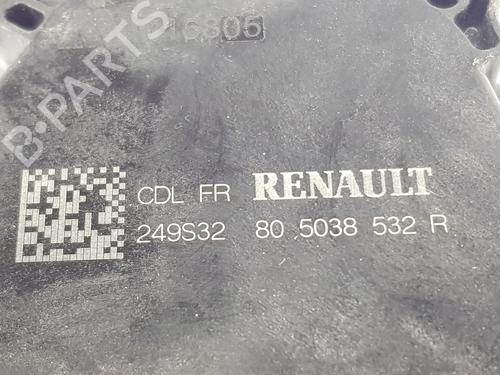 16805
B-PARTS
CDL FR RENAULT
249S32 80 5038 532 R